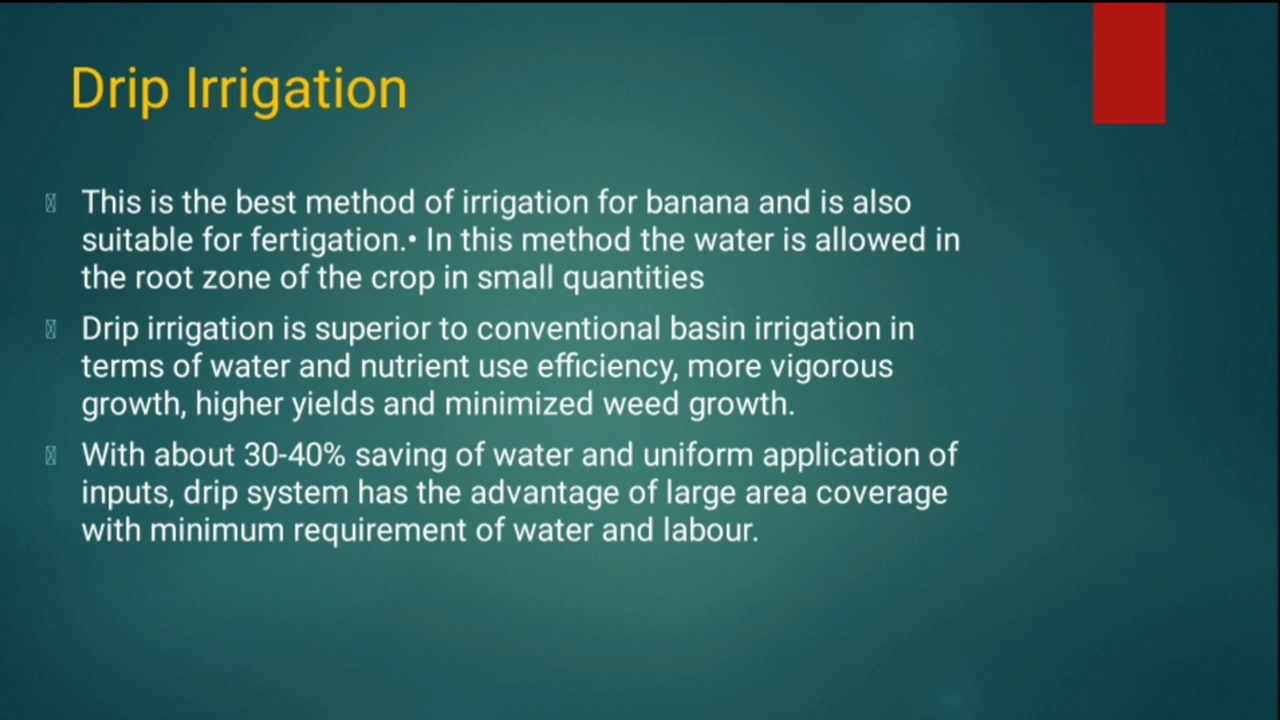 Drip Irrigation
This is the best method of irrigation for banana and is also
suitable for fertigation.• In this method the water is allowed in
the root zone of the crop in small quantities
Drip irrigation is superior to conventional basin irrigation in
terms of water and nutrient use efficiency, more vigorous
growth, higher yields and minimized weed growth.
With about 30-40% saving of water and uniform application of
inputs, drip system has the advantage of large area coverage
with minimum requirement of water and labour.